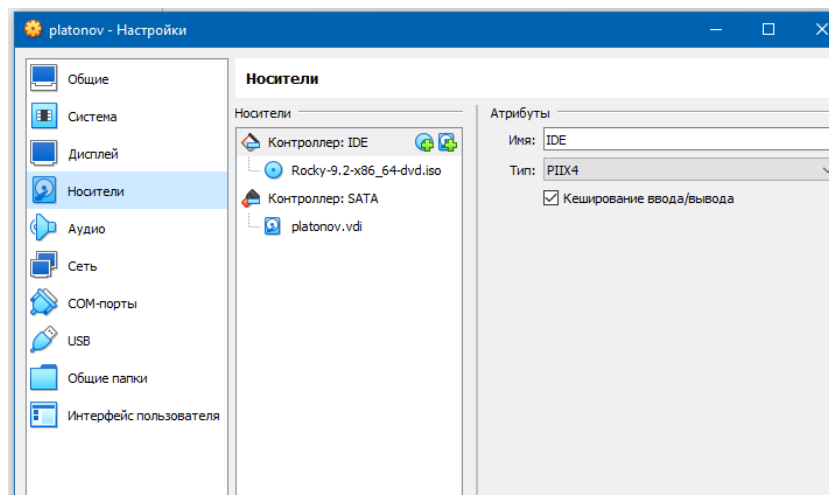 platonov - Настройки
Общие
Система
Дисплей
Носители
Аудио
Сеть
COM-порты
USB
Общие папки
Интерфейс пользователя
Носители
Носители
Контроллер: IDE
Rocky-9.2-x86_64-dvd.iso
Контроллер: SATA
platonov.vdi
Атрибуты
Имя: IDE
Тип: PIIX4
Кеширование ввода/вывода